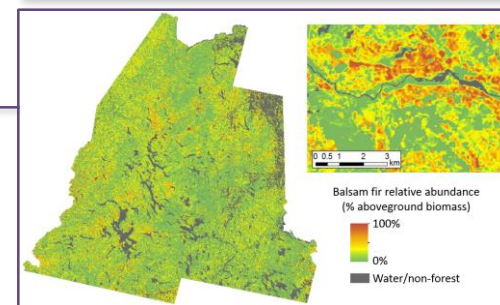 0 0.5 1 2 3
km
Balsam fir relative abundance
(% aboveground biomass)
100%
0%
Water/non-forest